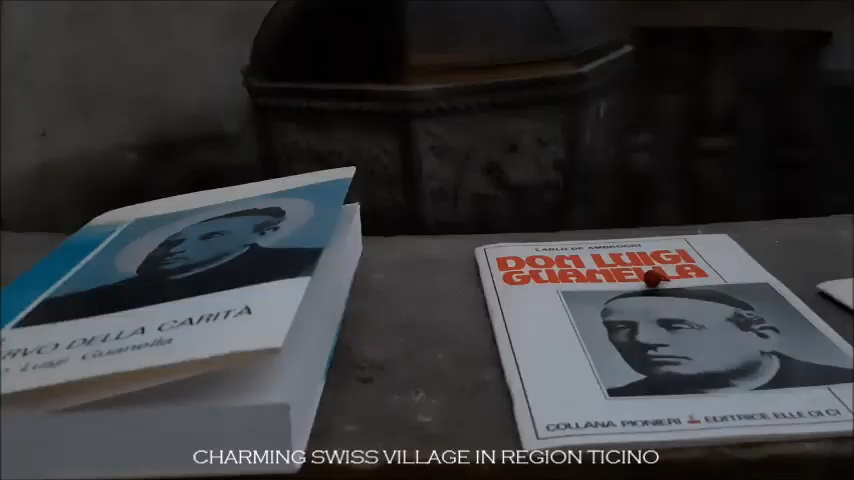 RVO DELLA CARITÀ
Luigi Guanella
CARLO DE AMBROGGI
DON LUIGI
GUANELLA
COLLANA PIONIERI EDITRICE ELLE DI CI
CHARMING SWISS VILLAGE IN REGION TICINO